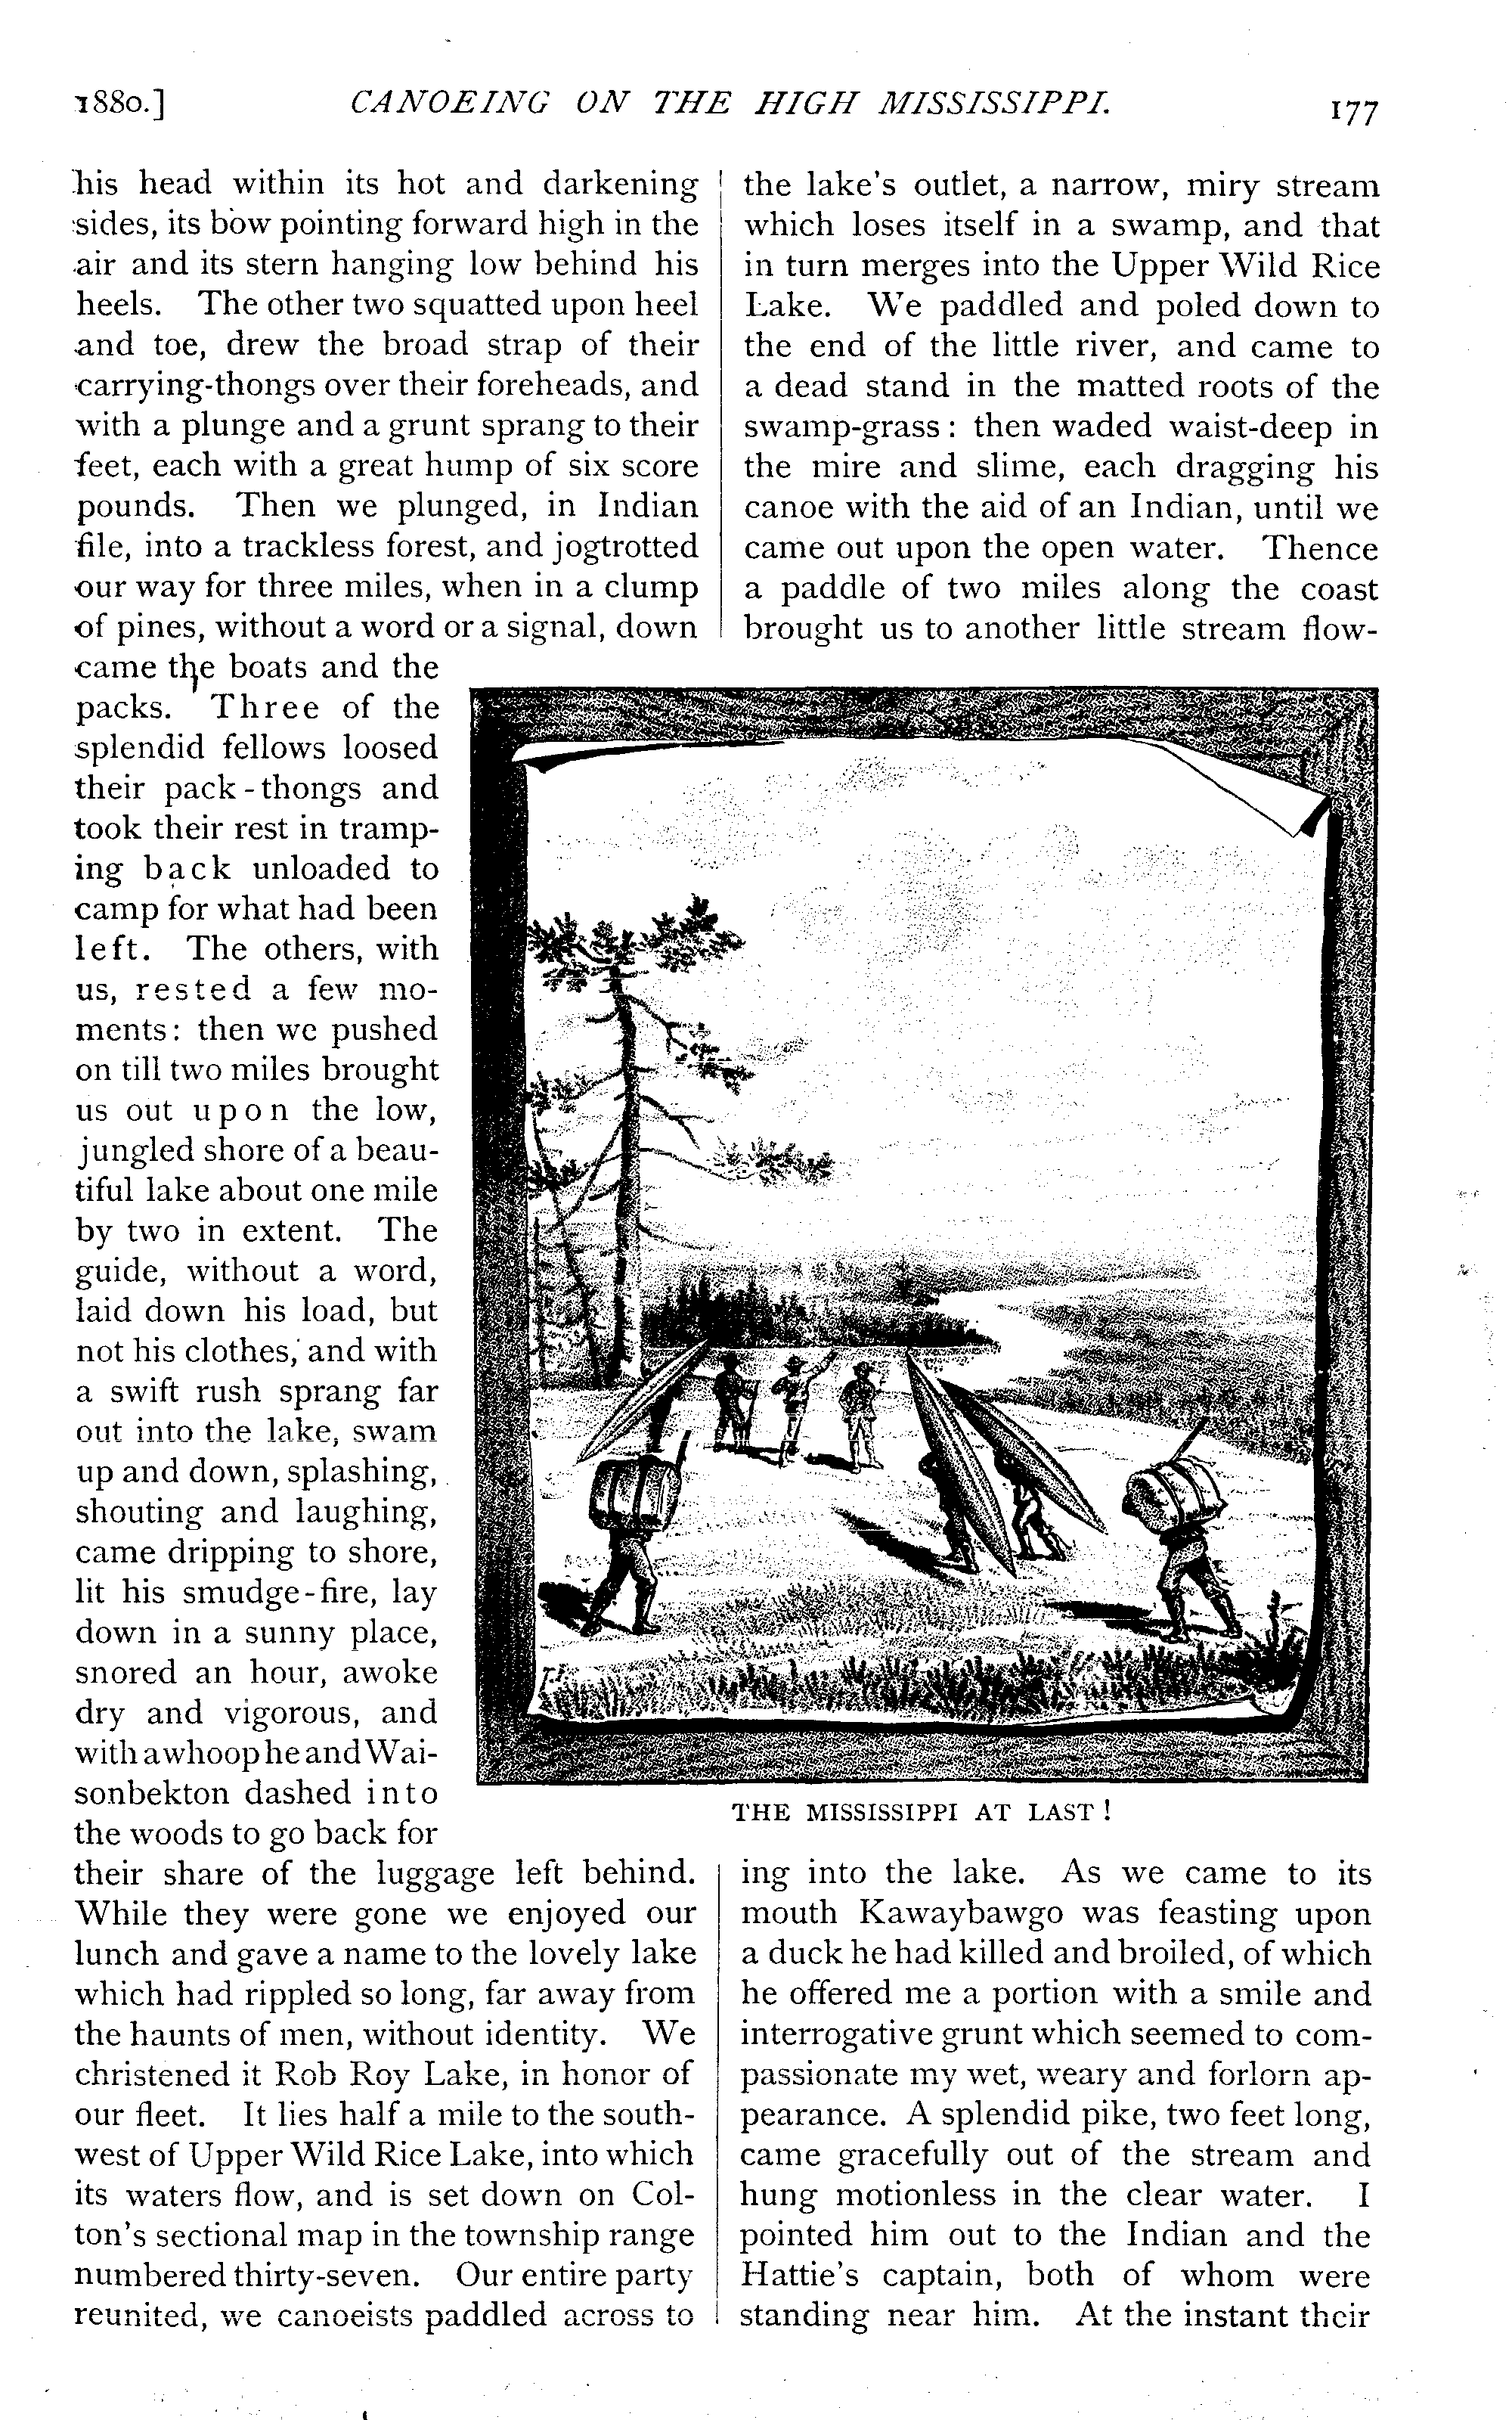 1880.] CANOEING ON THE HIGH MISSISSIPPI. 177
his head within its hot and darkening
sides, its bow pointing forward high in the
air and its stern hanging low behind his
heels. The other two squatted upon heel
and toe, drew the broad strap of their
carrying-thongs over their foreheads, and
with a plunge and a grunt sprang to their
feet, each with a great hump of six score
pounds. Then we plunged, in Indian
file, into a trackless forest, and jogtrotted
our way for three miles, when in a clump
of pines, without a word or a signal, down
came the boats and the
packs. Three of the
splendid fellows loosed
their pack-thongs and
took their rest in tramp-
ing back unloaded to
camp for what had been
left. The others, with
us, rested a few mo-
ments: then we pushed
on till two miles brought
us out upon the low,
jungled shore of a beau-
tiful lake about one mile
by two in extent. The
guide, without a word,
laid down his load, but
not his clothes, and with
a swift rush sprang far
out into the lake, swam
up and down, splashing,
shouting and laughing,
came dripping to shore,
lit his smudge-fire, lay
down in a sunny place,
snored an hour, awoke
dry and vigorous, and
with a whoop he and Wai-
sonbekton dashed into
the woods to go back for
their share of the luggage left behind.
While they were gone we enjoyed our
lunch and gave a name to the lovely lake
which had rippled so long, far away from
the haunts of men, without identity. We
christened it Rob Roy Lake, in honor of
our fleet. It lies half a mile to the south-
west of Upper Wild Rice Lake, into which
its waters flow, and is set down on Col-
ton's sectional map in the township range
numbered thirty-seven. Our entire party
reunited, we canoeists paddled across to
the lake's outlet, a narrow, miry stream
which loses itself in a swamp, and that
in turn merges into the Upper Wild Rice
Lake. We paddled and poled down to
the end of the little river, and came to
a dead stand in the matted roots of the
swamp-grass: then waded waist-deep in
the mire and slime, each dragging his
canoe with the aid of an Indian, until we
came out upon the open water. Thence
a paddle of two miles along the coast
brought us to another little stream flow-
THE MISSISSIPPI AT LAST!
ing into the lake. As we came to its
mouth Kawaybawgo was feasting upon
a duck he had killed and broiled, of which
he offered me a portion with a smile and
interrogative grunt which seemed to com-
passionate my wet, weary and forlorn ap-
pearance. A splendid pike, two feet long,
came gracefully out of the stream and
hung motionless in the clear water. I
pointed him out to the Indian and the
Hattie's captain, both of whom were
standing near him. At the instant their